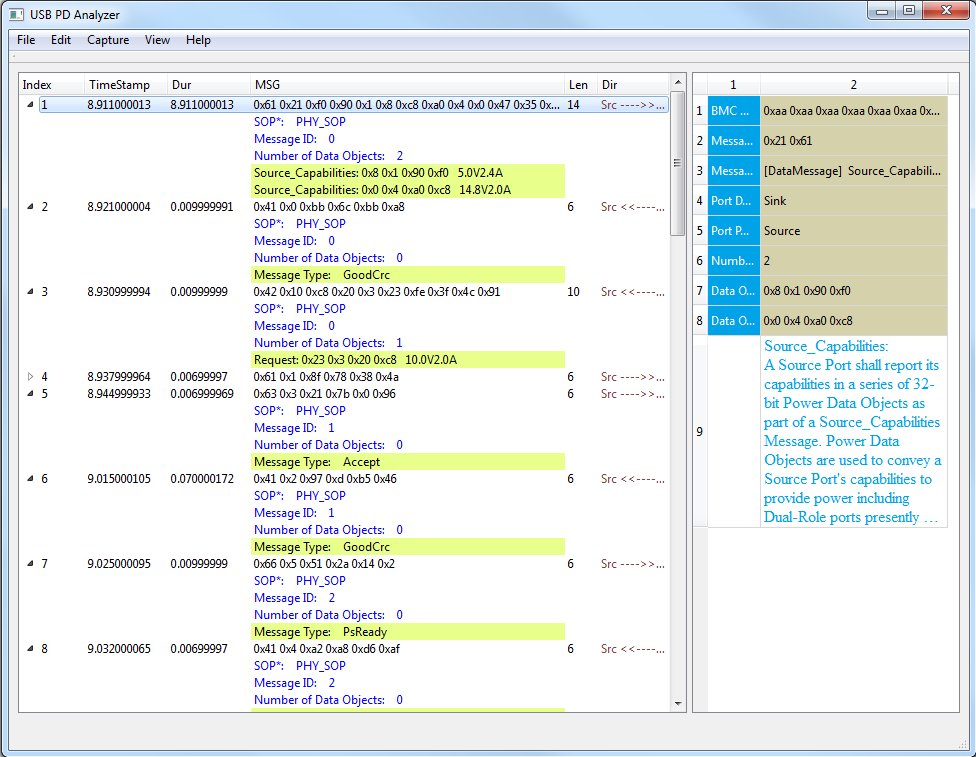 USB PD Analyzer
File Edit Capture View Help
Index TimeStamp Dur MSG Len Dir
1 8.911000013 8.911000013 0x61 0x21 0xf0 0x90 0x1 0x8 0xc8 0xa0 0x4 0x0 0x47 0x35 0x... 14 Src ---->>...
SOP*: PHY_SOP
Message ID: 0
Number of Data Objects: 2
Source_Capabilities: 0x8 0x1 0x90 0xf0 5.0V2.4A
Source_Capabilities: 0x0 0x4 0xa0 0xc8 14.8V2.0A
2 8.921000004 0.009999991 0x41 0x0 0xbb 0x6c 0xbb 0xa8 6 Src <<----...
SOP*: PHY_SOP
Message ID: 0
Number of Data Objects: 0
Message Type: GoodCrc
3 8.930999994 0.00999999 0x42 0x10 0xc8 0x20 0x3 0x23 0xfe 0x3f 0x4c 0x91 10 Src <<----...
SOP*: PHY_SOP
Message ID: 0
Number of Data Objects: 1
Request: 0x23 0x3 0x20 0xc8 10.0V2.0A
4 8.937999964 0.00699997 0x61 0x1 0x8f 0x78 0x38 0x4a 6 Src ---->>...
5 8.944999933 0.006999969 0x63 0x3 0x21 0x7b 0x0 0x96 6 Src ---->>...
SOP*: PHY_SOP
Message ID: 1
Number of Data Objects: 0
Message Type: Accept
6 9.015000105 0.070000172 0x41 0x2 0x97 0xd 0xb5 0x46 6 Src <<----...
SOP*: PHY_SOP
Message ID: 1
Number of Data Objects: 0
Message Type: GoodCrc
7 9.025000095 0.00999999 0x66 0x5 0x51 0x2a 0x14 0x2 6 Src ---->>...
SOP*: PHY_SOP
Message ID: 2
Number of Data Objects: 0
Message Type: PsReady
8 9.032000065 0.00699997 0x41 0x4 0xa2 0xa8 0xd6 0xaf 6 Src <<----...
SOP*: PHY_SOP
Message ID: 2
Number of Data Objects: 0
1 2
1 BMC ... 0xaa 0xaa 0xaa 0xaa 0xaa 0xaa 0x...
2 Messa... 0x21 0x61
3 Messa... [DataMessage] Source_Capabili...
4 Port D... Sink
5 Port P... Source
6 Numb... 2
7 Data O... 0x8 0x1 0x90 0xf0
8 Data O... 0x0 0x4 0xa0 0xc8
9
Source_Capabilities:
A Source Port shall report its
capabilities in a series of 32-
bit Power Data Objects as
part of a Source_Capabilities
Message. Power Data
Objects are used to convey a
Source Port's capabilities to
provide power including
Dual-Role ports presently ...